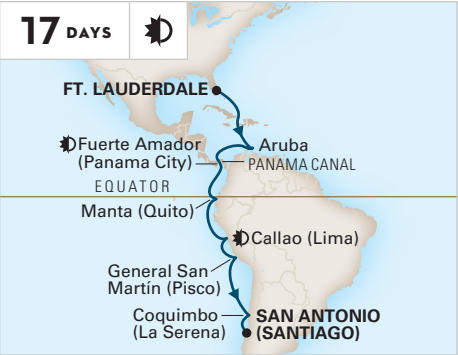 17 DAYS
FT. LAUDERDALE
Fuerte Amador
(Panama City)
Aruba
PANAMA CANAL
EQUATOR
Manta (Quito)
Callao (Lima)
General San
Martín (Pisco)
Coquimbo
(La Serena)
SAN ANTONIO
(SANTIAGO)